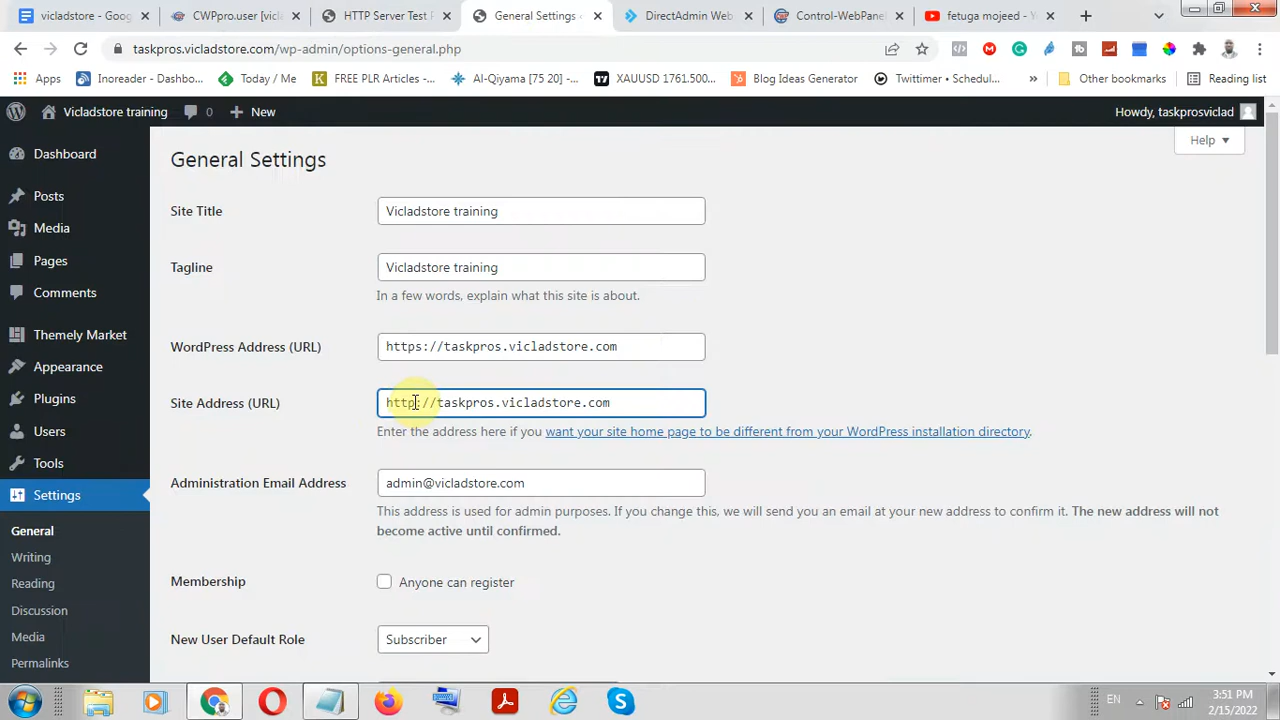 vicladstore - Goog
CWPpro.user [vicla
HTTP Server Test P
General Settings ‹
DirectAdmin Web
Control-WebPanel
fetuga mojeed - Y
taskpros.vicladstore.com/wp-admin/options-general.php
Apps
Inoreader - Dashbo...
Today / Me
FREE PLR Articles -...
Al-Qiyama [75 20] -...
XAUUSD 1761.500...
Blog Ideas Generator
Twittimer • Schedul...
»
Other bookmarks
Reading list
Vicladstore training
0
New
Howdy, taskprosviclad
Help
Dashboard
Posts
Media
Pages
Comments
Themely Market
Appearance
Plugins
Users
Tools
Settings
General
Writing
Reading
Discussion
Media
Permalinks
General Settings
Site Title
Vicladstore training
Tagline
Vicladstore training
In a few words, explain what this site is about.
WordPress Address (URL)
https://taskpros.vicladstore.com
Site Address (URL)
http://taskpros.vicladstore.com
Enter the address here if you want your site home page to be different from your WordPress installation directory.
Administration Email Address
admin@vicladstore.com
This address is used for admin purposes. If you change this, we will send you an email at your new address to confirm it. The new address will not
become active until confirmed.
Membership
Anyone can register
New User Default Role
Subscriber
EN
3:51 PM
2/15/2022